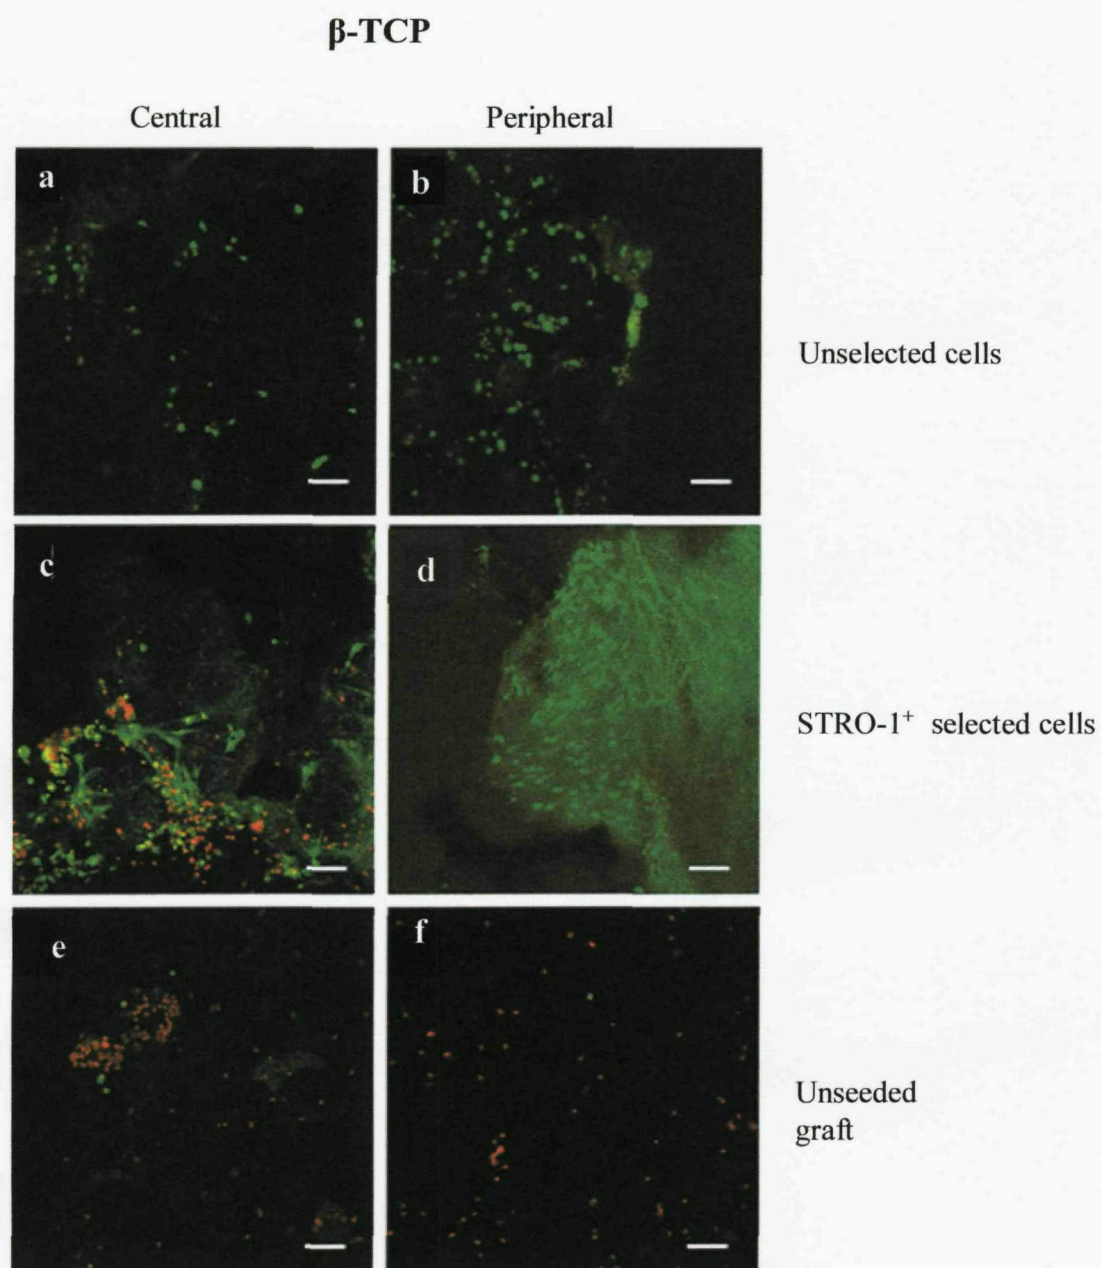 β-TCP
Central Peripheral
a b
Unselected cells
c d
STRO-1⁺ selected cells
e f
Unseeded
graft